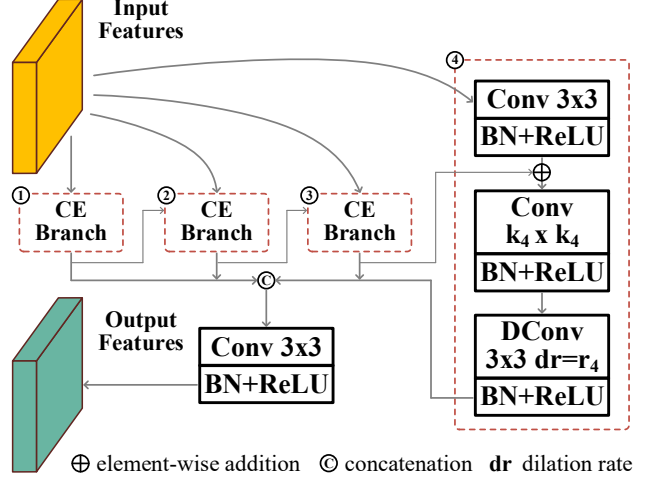 Input
Features
4
Conv 3x3
BN+ReLU
1
CE
Branch
2
CE
Branch
3
CE
Branch
Conv
k₄ x k₄
BN+ReLU
C
Output
Features
Conv 3x3
BN+ReLU
DConv
3x3 dr=r₄
BN+ReLU
⊕ element-wise addition © concatenation dr dilation rate